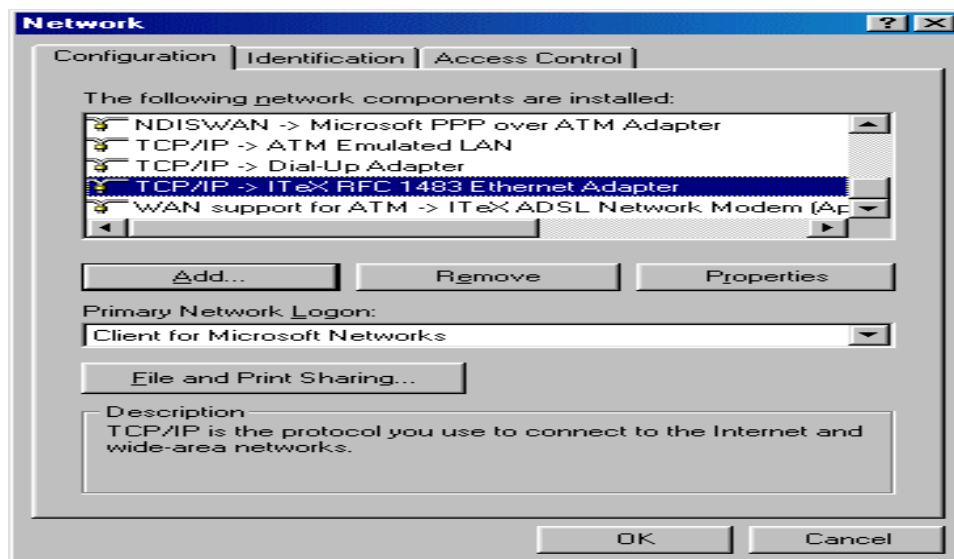 Network
Configuration Identification Access Control
The following network components are installed:
NDISWAN -> Microsoft PPP over ATM Adapter
TCP/IP -> ATM Emulated LAN
TCP/IP -> Dial-Up Adapter
TCP/IP -> ITeX RFC 1483 Ethernet Adapter
WAN support for ATM -> ITeX ADSL Network Modem (Ap
Add... Remove Properties
Primary Network Logon:
Client for Microsoft Networks
File and Print Sharing...
Description
TCP/IP is the protocol you use to connect to the Internet and
wide-area networks.
OK Cancel